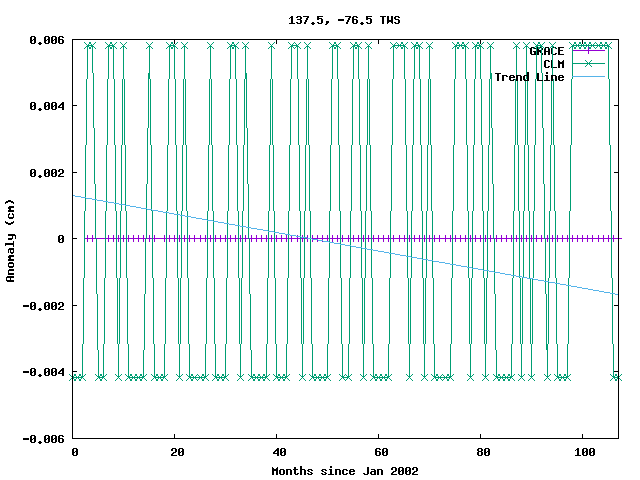 137.5, -76.5 TWS
GRACE
CLM
Trend Line
0.006
0.004
0.002
0
-0.002
-0.004
-0.006
Anomaly (cm)
0 20 40 60 80 100
Months since Jan 2002